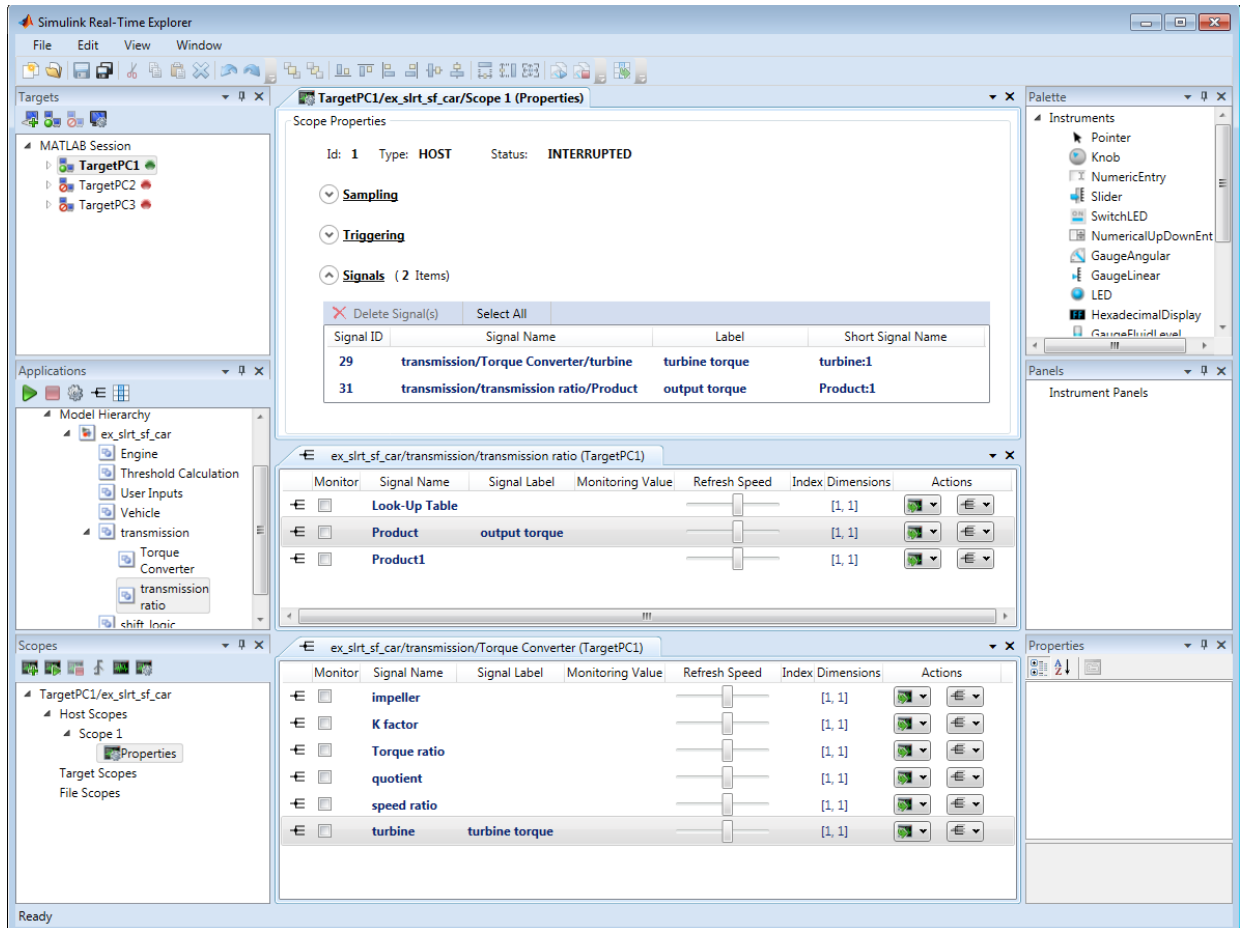 Simulink Real-Time Explorer
File Edit View Window
Targets
MATLAB Session
TargetPC1
TargetPC2
TargetPC3
Applications
Model Hierarchy
ex_slrt_sf_car
Engine
Threshold Calculation
User Inputs
Vehicle
transmission
Torque
Converter
transmission
ratio
shift logic
Scopes
TargetPC1/ex_slrt_sf_car
Host Scopes
Scope 1
Properties
Target Scopes
File Scopes
TargetPC1/ex_slrt_sf_car/Scope 1 (Properties)
Scope Properties
Id: 1 Type: HOST Status: INTERRUPTED
Sampling
Triggering
Signals ( 2 Items)
Delete Signal(s) Select All
Signal ID Signal Name Label Short Signal Name
29 transmission/Torque Converter/turbine turbine torque turbine:1
31 transmission/transmission ratio/Product output torque Product:1
ex_slrt_sf_car/transmission/transmission ratio (TargetPC1)
Monitor Signal Name Signal Label Monitoring Value Refresh Speed Index Dimensions Actions
Look-Up Table [1, 1]
Product output torque [1, 1]
Product1 [1, 1]
ex_slrt_sf_car/transmission/Torque Converter (TargetPC1)
Monitor Signal Name Signal Label Monitoring Value Refresh Speed Index Dimensions Actions
impeller [1, 1]
K factor [1, 1]
Torque ratio [1, 1]
quotient [1, 1]
speed ratio [1, 1]
turbine turbine torque [1, 1]
Palette
Instruments
Pointer
Knob
NumericEntry
Slider
SwitchLED
NumericalUpDownEnt
GaugeAngular
GaugeLinear
LED
HexadecimalDisplay
GaugeFluidLevel
Panels
Instrument Panels
Properties
Ready